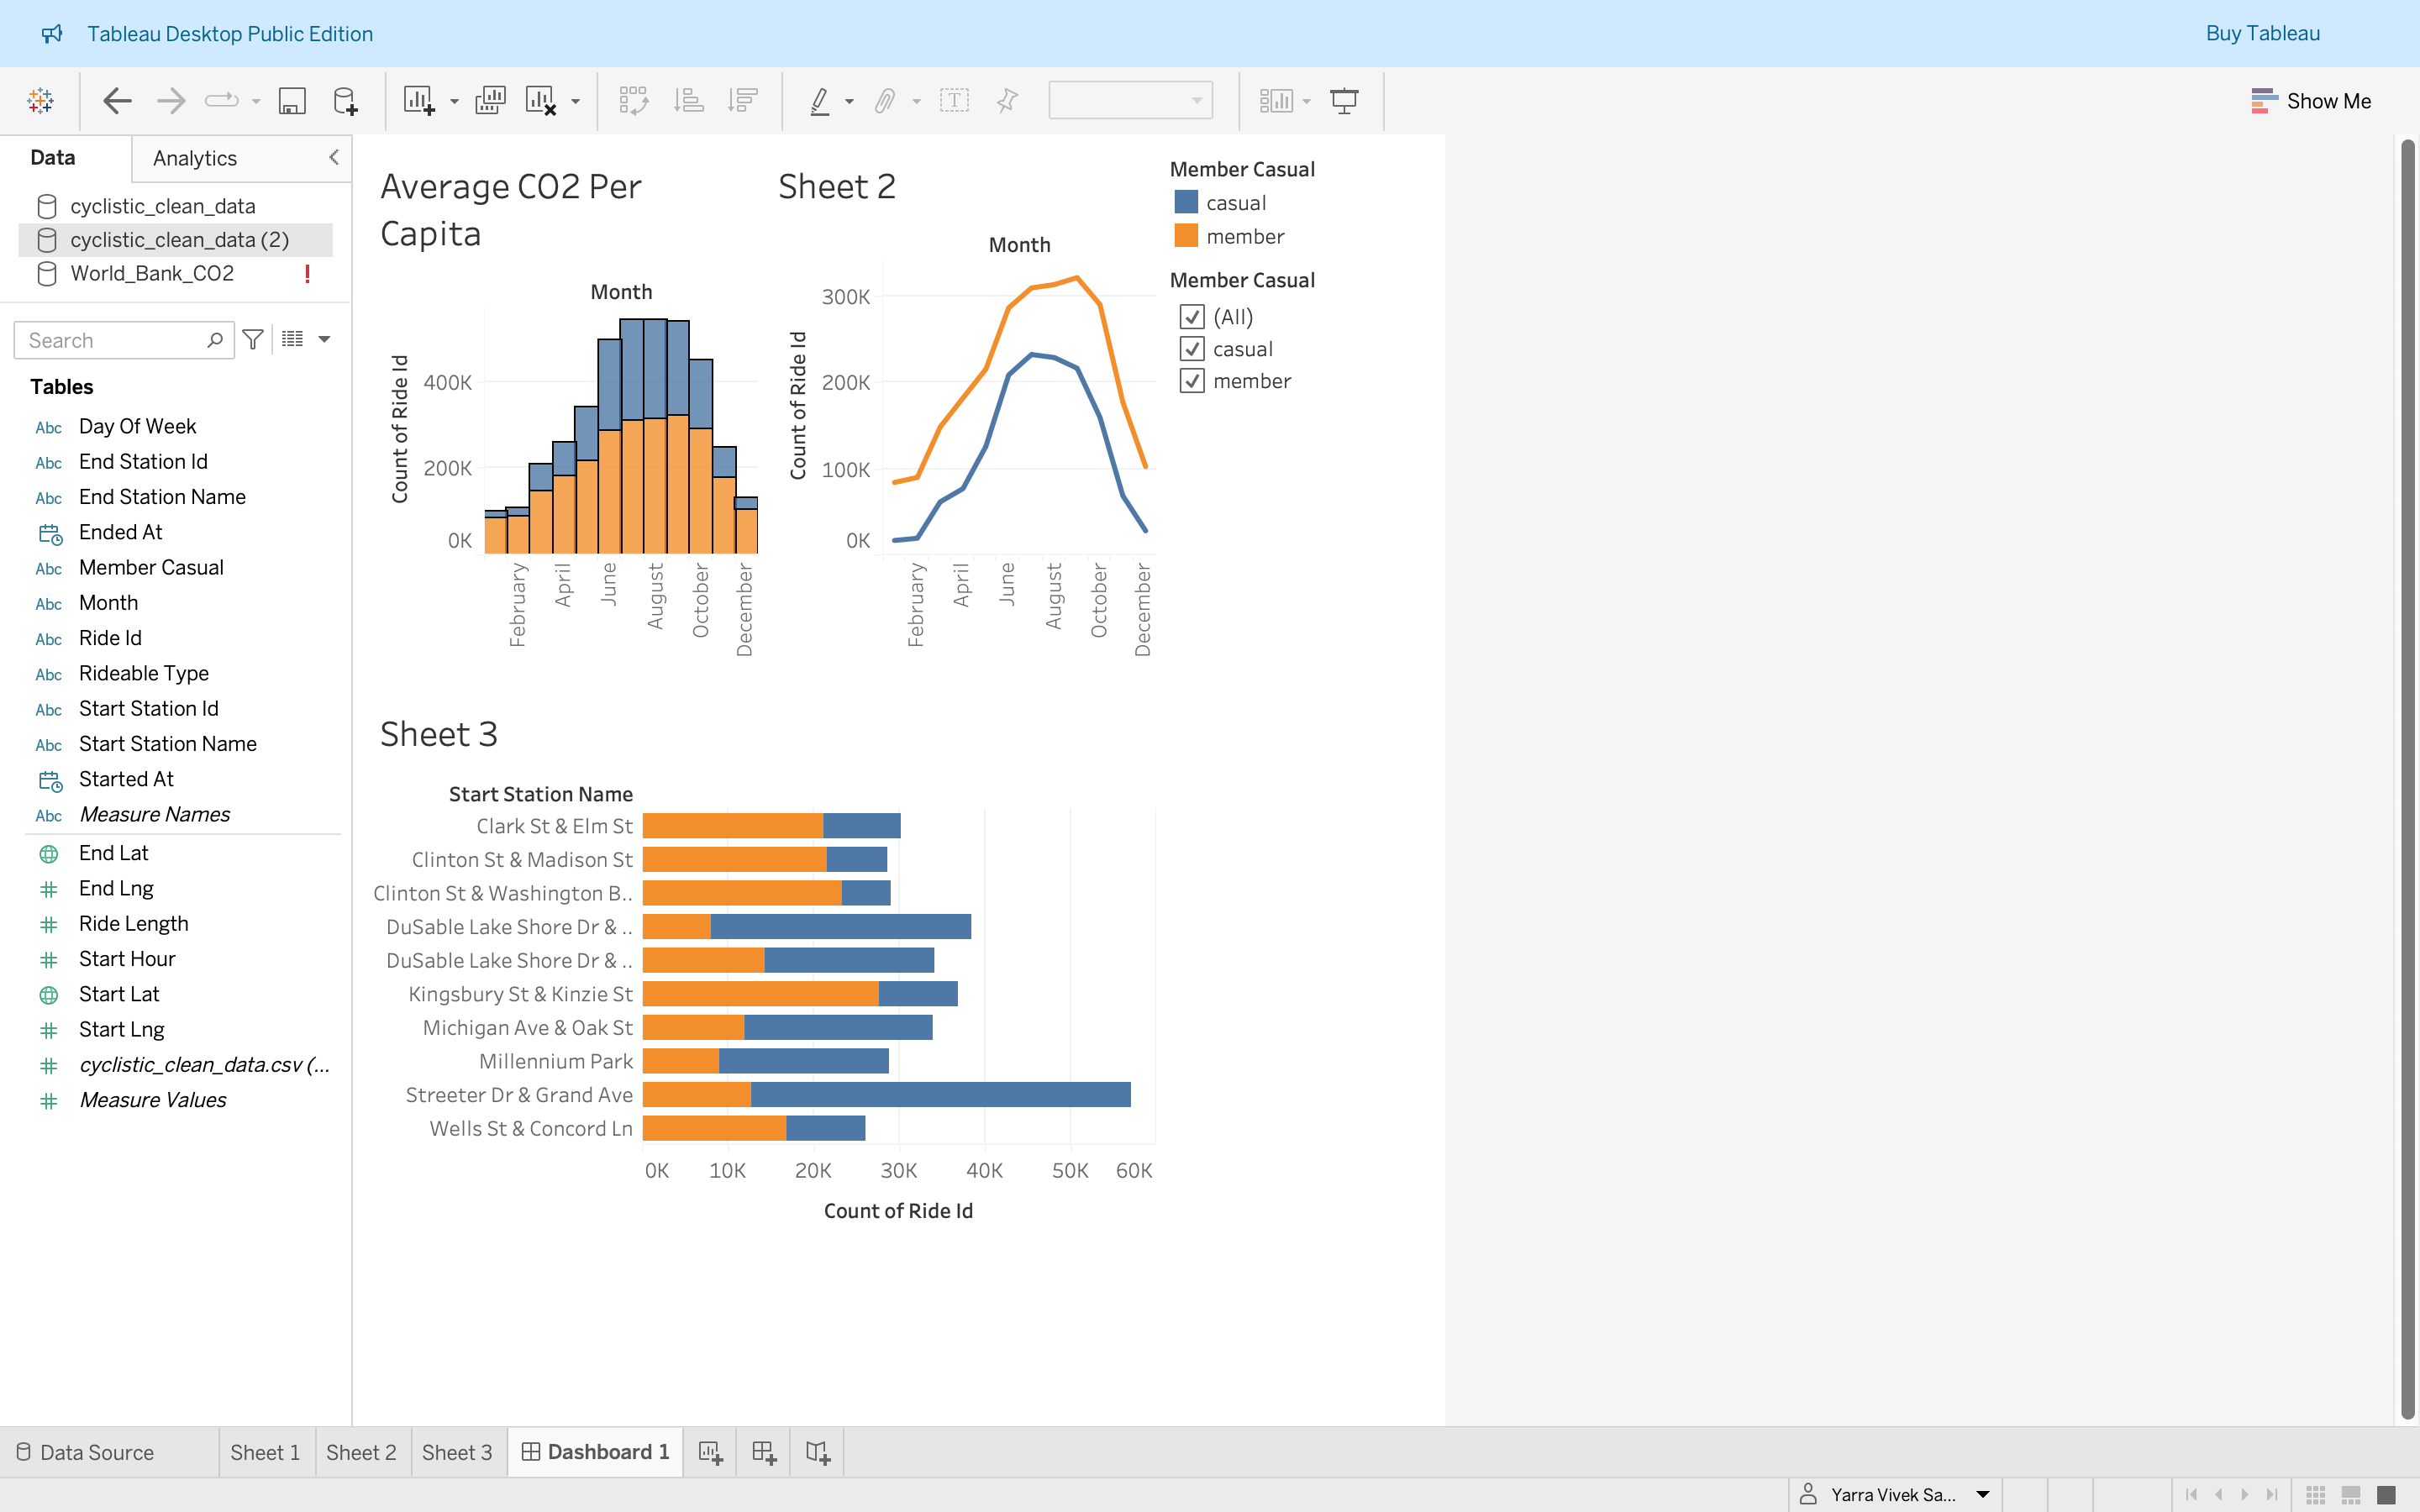 Tableau Desktop Public Edition
Buy Tableau
Show Me
Data
Analytics
cyclistic_clean_data
cyclistic_clean_data (2)
World_Bank_CO2 !
Search
Tables
Abc Day Of Week
Abc End Station Id
Abc End Station Name
Ended At
Abc Member Casual
Abc Month
Abc Ride Id
Abc Rideable Type
Abc Start Station Id
Abc Start Station Name
Started At
Abc Measure Names
End Lat
# End Lng
# Ride Length
# Start Hour
Start Lat
# Start Lng
# cyclistic_clean_data.csv (...
# Measure Values
Average CO2 Per
Capita
Month
Count of Ride Id
400K
200K
0K
February
April
June
August
October
December
Sheet 2
Month
Count of Ride Id
300K
200K
100K
0K
February
April
June
August
October
December
Member Casual
casual
member
Member Casual
(All)
casual
member
Sheet 3
Start Station Name
Clark St & Elm St
Clinton St & Madison St
Clinton St & Washington B..
DuSable Lake Shore Dr & ..
DuSable Lake Shore Dr & ..
Kingsbury St & Kinzie St
Michigan Ave & Oak St
Millennium Park
Streeter Dr & Grand Ave
Wells St & Concord Ln
0K 10K 20K 30K 40K 50K 60K
Count of Ride Id
Data Source
Sheet 1
Sheet 2
Sheet 3
Dashboard 1
Yarra Vivek Sa...